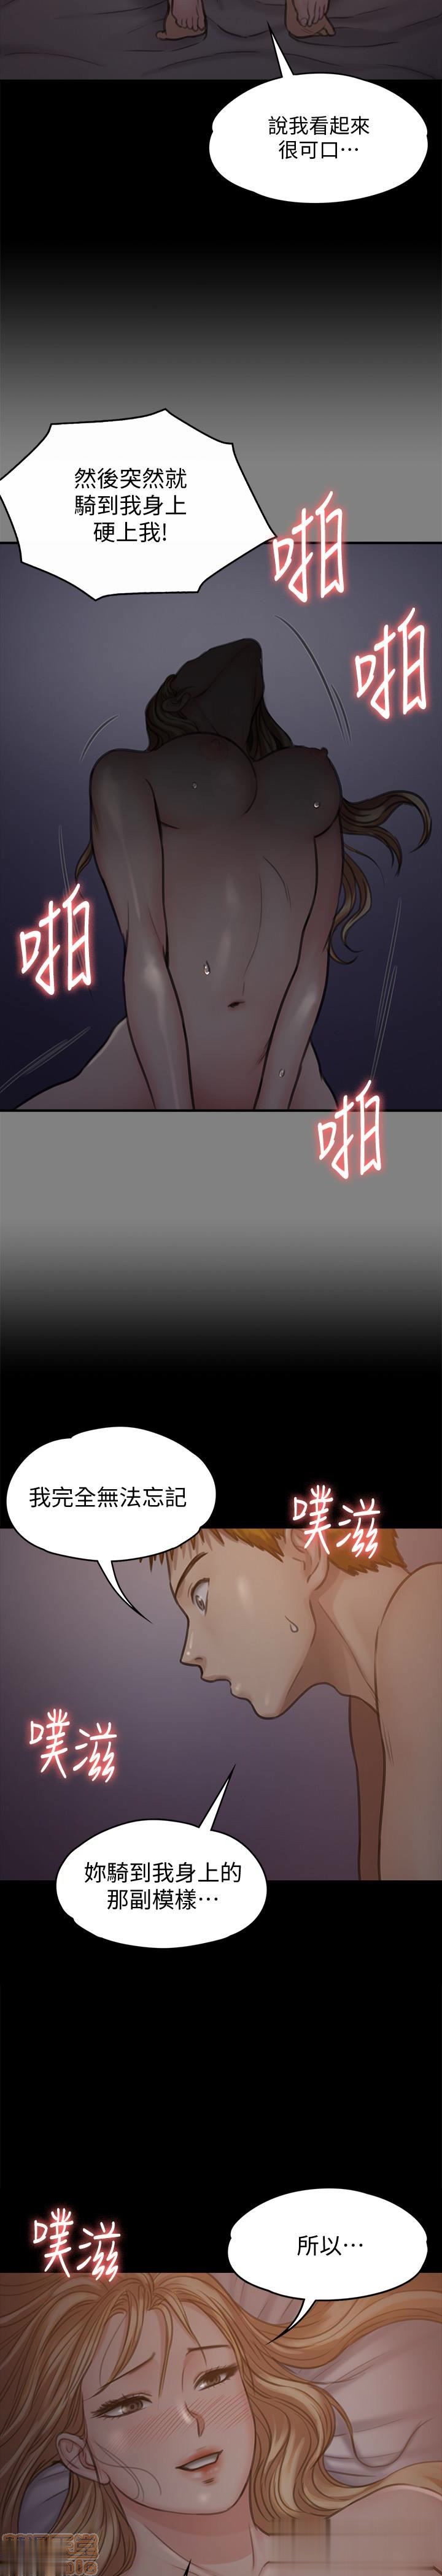 說我看起來
很可口…
然後突然就
騎到我身上
硬上我!
啪
啪
啪
啪
我完全無法忘記
噗滋
噗滋
妳騎到我身上的
那副模樣…
噗滋
所以…